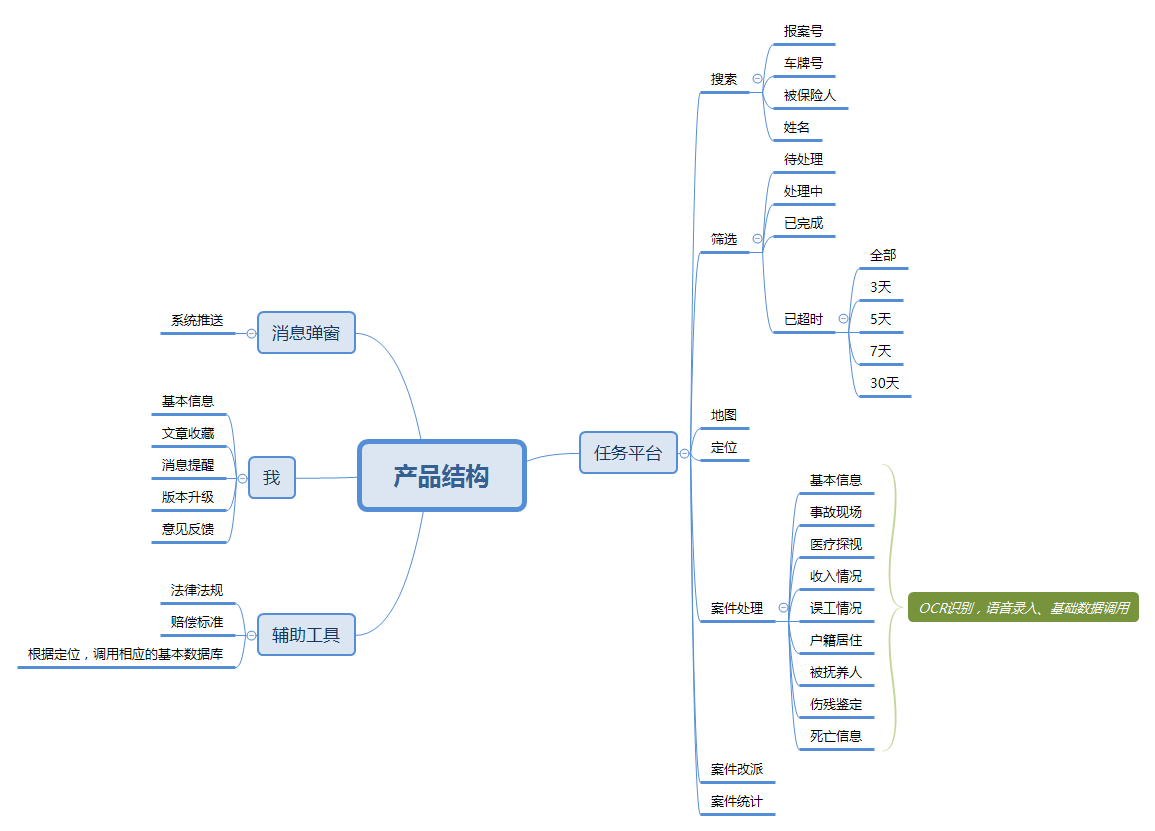 产品结构
任务平台
搜索
报案号
车牌号
被保险人
姓名
筛选
待处理
处理中
已完成
已超时
全部
3天
5天
7天
30天
地图
定位
案件处理
基本信息
事故现场
医疗探视
收入情况
误工情况
户籍居住
被抚养人
伤残鉴定
死亡信息
OCR识别，语音录入、基础数据调用
案件改派
案件统计
消息弹窗
系统推送
我
基本信息
文章收藏
消息提醒
版本升级
意见反馈
辅助工具
法律法规
赔偿标准
根据定位，调用相应的基本数据库